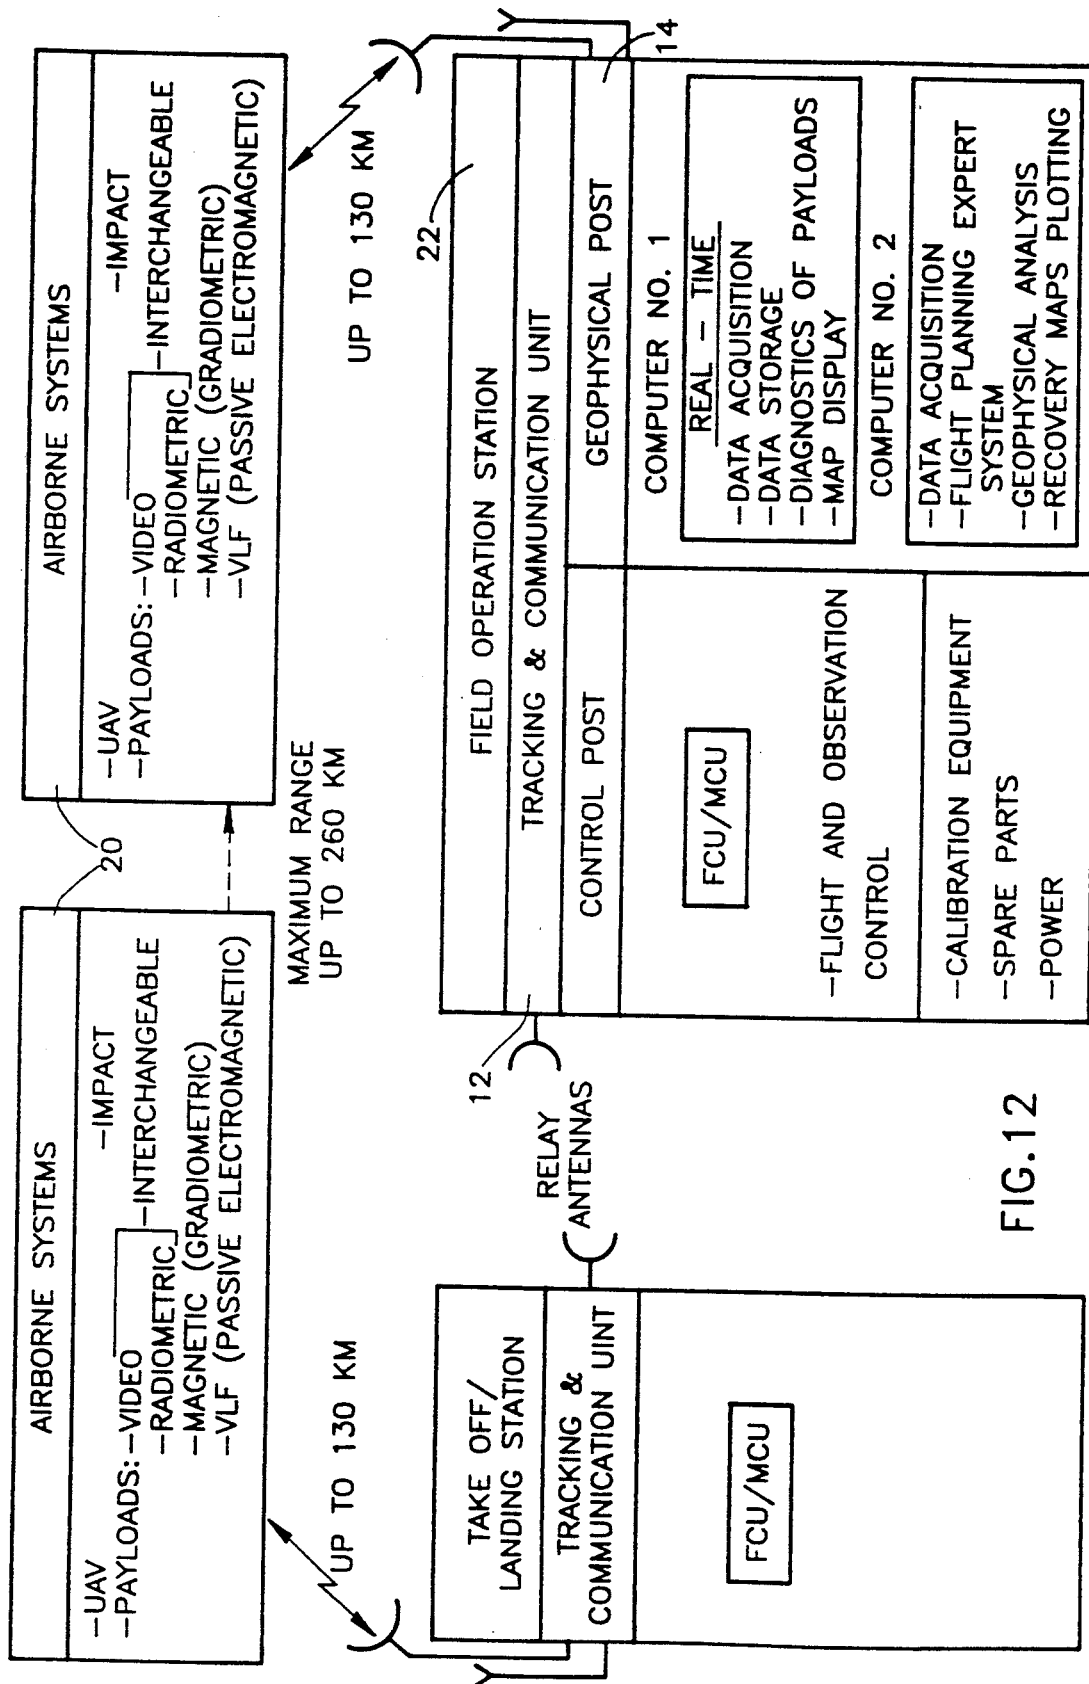 AIRBORNE SYSTEMS
-UAV
-IMPACT
-PAYLOADS: -VIDEO
-INTERCHANGEABLE
-RADIOMETRIC
-MAGNETIC (GRADIOMETRIC)
-VLF (PASSIVE ELECTROMAGNETIC)
20
AIRBORNE SYSTEMS
-UAV
-IMPACT
-PAYLOADS: -VIDEO
-INTERCHANGEABLE
-RADIOMETRIC
-MAGNETIC (GRADIOMETRIC)
-VLF (PASSIVE ELECTROMAGNETIC)
MAXIMUM RANGE
UP TO 260 KM
UP TO 130 KM
UP TO 130 KM
TAKE OFF/
LANDING STATION
TRACKING &
COMMUNICATION UINT
FCU/MCU
RELAY
ANTENNAS
12
22
14
FIELD OPERATION STATION
TRACKING & COMMUNICATION UNIT
CONTROL POST
FCU/MCU
-FLIGHT AND OBSERVATION
CONTROL
-CALIBRATION EQUIPMENT
-SPARE PARTS
-POWER
GEOPHYSICAL POST
COMPUTER NO. 1
REAL - TIME
-DATA ACQUISITION
-DATA STORAGE
-DIAGNOSTICS OF PAYLOADS
-MAP DISPLAY
COMPUTER NO. 2
-DATA ACQUISITION
-FLIGHT PLANNING EXPERT
SYSTEM
-GEOPHYSICAL ANALYSIS
-RECOVERY MAPS PLOTTING
FIG.12